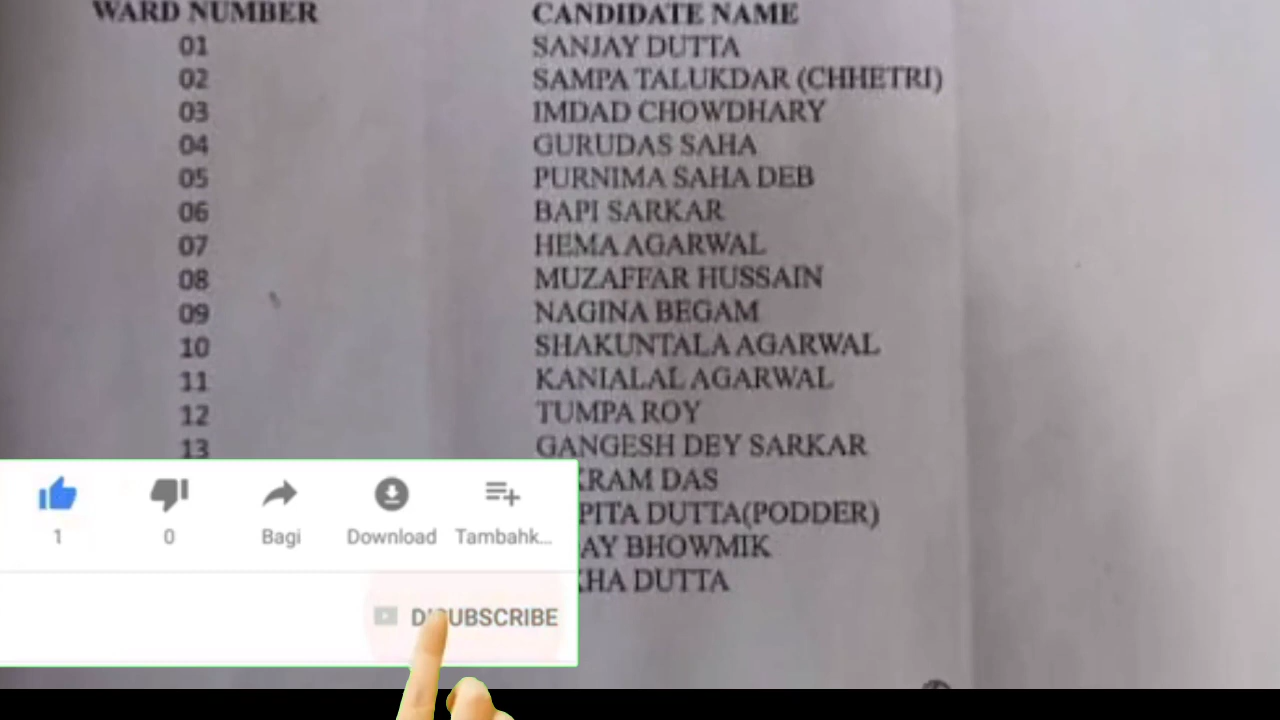 WARD NUMBER CANDIDATE NAME
01 SANJAY DUTTA
02 SAMPA TALUKDAR (CHHETRI)
03 IMDAD CHOWDHARY
04 GURUDAS SAHA
05 PURNIMA SAHA DEB
06 BAPI SARKAR
07 HEMA AGARWAL
08 MUZAFFAR HUSSAIN
09 NAGINA BEGAM
10 SHAKUNTALA AGARWAL
11 KANIALAL AGARWAL
12 TUMPA ROY
13 GANGESH DEY SARKAR
KRAM DAS
PITA DUTTA(PODDER)
AY BHOWMIK
KHA DUTTA
1 0 Bagi Download Tambahk...